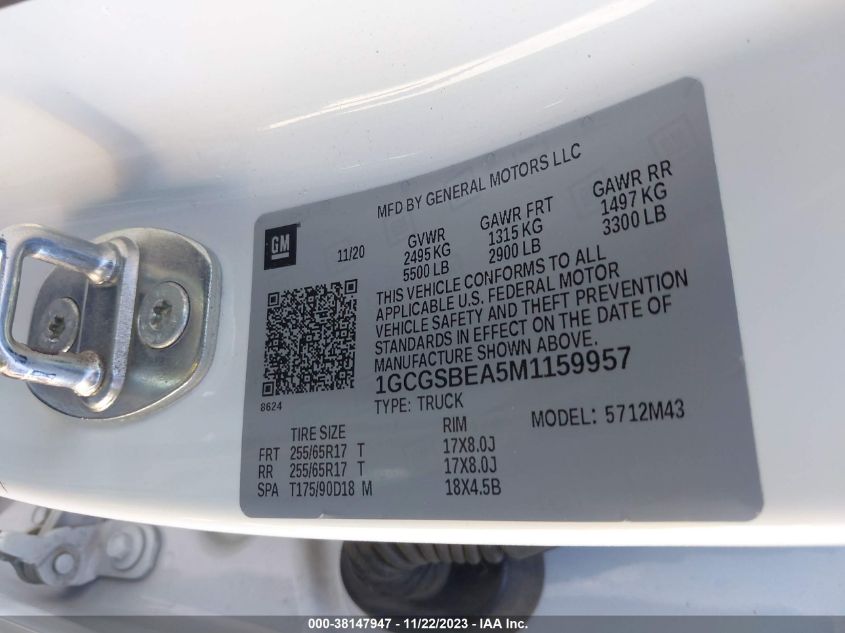 MFD BY GENERAL MOTORS LLC
GM
11/20
GVWR GAWR FRT GAWR RR
2495 KG 1315 KG 1497 KG
5500 LB 2900 LB 3300 LB
THIS VEHICLE CONFORMS TO ALL
APPLICABLE U.S. FEDERAL MOTOR
VEHICLE SAFETY AND THEFT PREVENTION
STANDARDS IN EFFECT ON THE DATE OF
MANUFACTURE SHOWN ABOVE.
1GCGSBEA5M1159957
8624
TYPE: TRUCK
MODEL: 5712M43
TIRE SIZE RIM
FRT 255/65R17 T 17X8.0J
RR 255/65R17 T 17X8.0J
SPA T175/90D18 M 18X4.5B
000-38147947 - 11/22/2023 - IAA Inc.